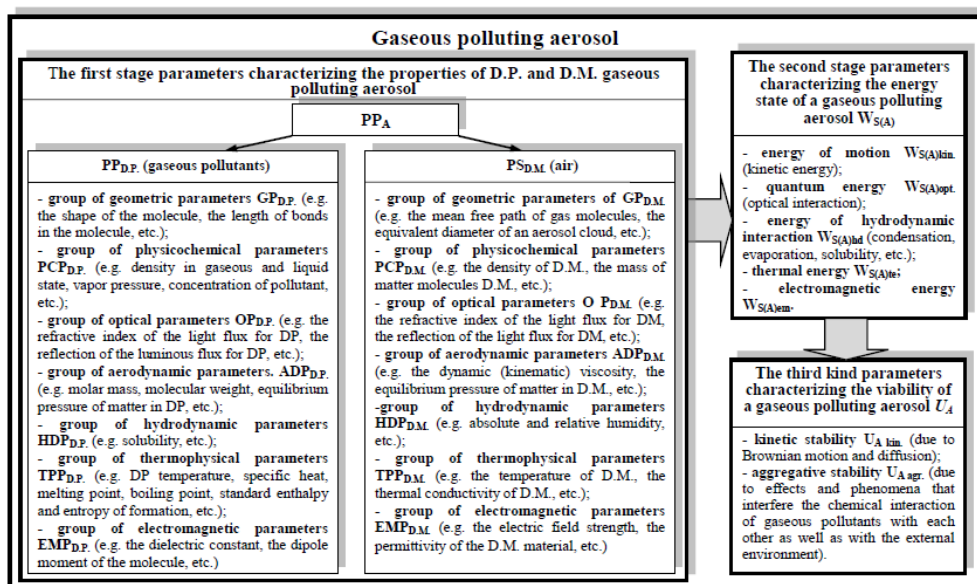 Gaseous polluting aerosol
The first stage parameters characterizing the properties of D.P. and D.M. gaseous
polluting aerosol
PPA
PPD.P. (gaseous pollutants)
- group of geometric parameters GPD.P. (e.g.
the shape of the molecule, the length of bonds
in the molecule, etc.);
- group of physicochemical parameters
PCPD.P. (e.g. density in gaseous and liquid
state, vapor pressure, concentration of pollutant,
etc.);
- group of optical parameters OPD.P. (e.g. the
refractive index of the light flux for DP, the
reflection of the luminous flux for DP, etc.);
- group of aerodynamic parameters. ADPD.P.
(e.g. molar mass, molecular weight, equilibrium
pressure of matter in DP, etc.);
- group of hydrodynamic parameters
HDPD.P. (e.g. solubility, etc.);
- group of thermophysical parameters
TPPD.P. (e.g. DP temperature, specific heat,
melting point, boiling point, standard enthalpy
and entropy of formation, etc.);
- group of electromagnetic parameters
EMPD.P. (e.g. the dielectric constant, the dipole
moment of the molecule, etc.)
PSD.M. (air)
- group of geometric parameters of GPD.M.
(e.g. the mean free path of gas molecules, the
equivalent diameter of an aerosol cloud, etc.);
- group of physicochemical parameters
PCPD.M. (e.g. the density of D.M., the mass of
matter molecules D.M., etc.);
- group of optical parameters O PD.M. (e.g.
the refractive index of the light flux for DM,
the reflection of the light flux for DM, etc.);
- group of aerodynamic parameters ADPD.M.
(e.g. the dynamic (kinematic) viscosity, the
equilibrium pressure of matter in D.M., etc.);
-group of hydrodynamic parameters
HDPD.M. (e.g. absolute and relative humidity,
etc.);
- group of thermophysical parameters
TPPD.M. (e.g. the temperature of D.M., the
thermal conductivity of D.M., etc.);
- group of electromagnetic parameters
EMPD.M (e.g. the electric field strength, the
permittivity of the D.M. material, etc.)
The second stage parameters
characterizing the energy
state of a gaseous polluting
aerosol WS(A)
- energy of motion WS(A)kin.
(kinetic energy);
- quantum energy WS(A)opt.
(optical interaction);
- energy of hydrodynamic
interaction WS(A)hd (condensation,
evaporation, solubility, etc.);
- thermal energy WS(A)te;
- electromagnetic energy
WS(A)em.
The third kind parameters
characterizing the viability of
a gaseous polluting aerosol UA
- kinetic stability UA kin. (due to
Brownian motion and diffusion);
- aggregative stability UA agr. (due
to effects and phenomena that
interfere the chemical interaction
of gaseous pollutants with each
other as well as with the external
environment).